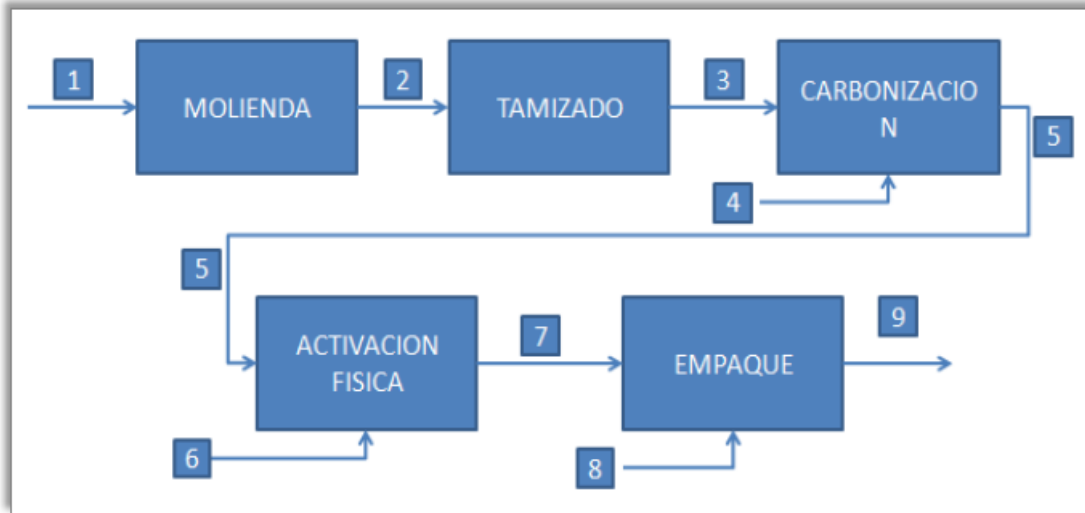 1
MOLIENDA
2
TAMIZADO
3
CARBONIZACIO
N
5
4
5
ACTIVACION
FISICA
7
EMPAQUE
9
6
8